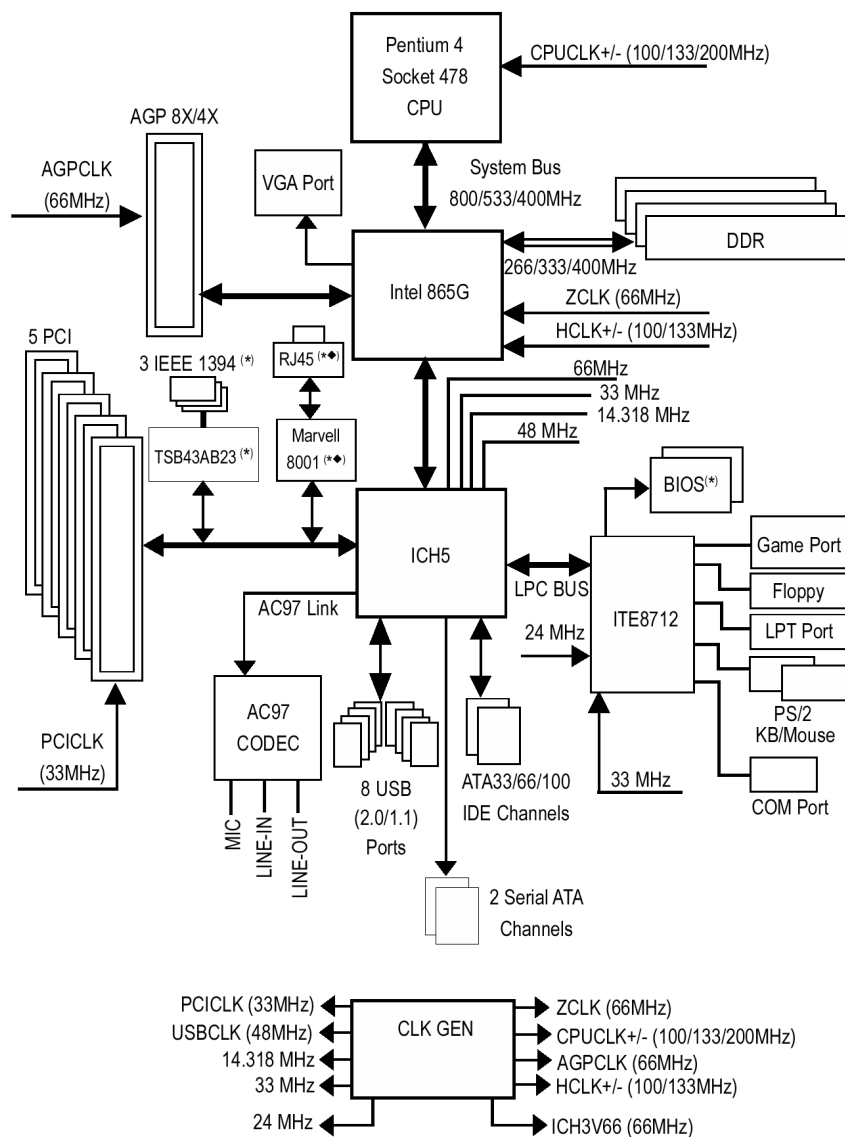 Pentium 4
Socket 478
CPU
CPUCLK+/- (100/133/200MHz)
AGP 8X/4X
AGPCLK
(66MHz)
VGA Port
System Bus
800/533/400MHz
DDR
266/333/400MHz
Intel 865G
ZCLK (66MHz)
HCLK+/- (100/133MHz)
5 PCI
3 IEEE 1394 (*)
RJ45 (*◆)
66MHz
33 MHz
14.318 MHz
48 MHz
TSB43AB23 (*)
Marvell
8001 (*◆)
BIOS(*)
ICH5
LPC BUS
ITE8712
Game Port
Floppy
LPT Port
PS/2
KB/Mouse
COM Port
24 MHz
33 MHz
AC97 Link
AC97
CODEC
MIC
LINE-IN
LINE-OUT
PCICLK
(33MHz)
8 USB
(2.0/1.1)
Ports
ATA33/66/100
IDE Channels
2 Serial ATA
Channels
CLK GEN
PCICLK (33MHz)
USBCLK (48MHz)
14.318 MHz
33 MHz
24 MHz
ZCLK (66MHz)
CPUCLK+/- (100/133/200MHz)
AGPCLK (66MHz)
HCLK+/- (100/133MHz)
ICH3V66 (66MHz)